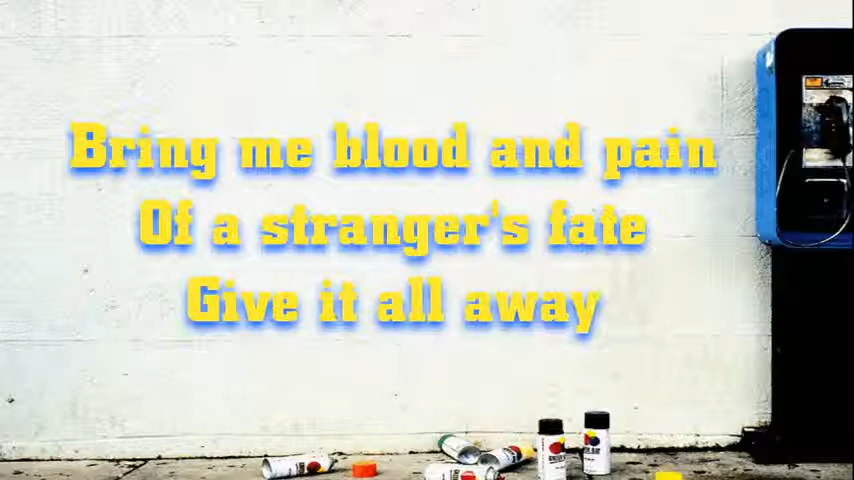 Bring me blood and pain
Of a stranger's fate
Give it all away